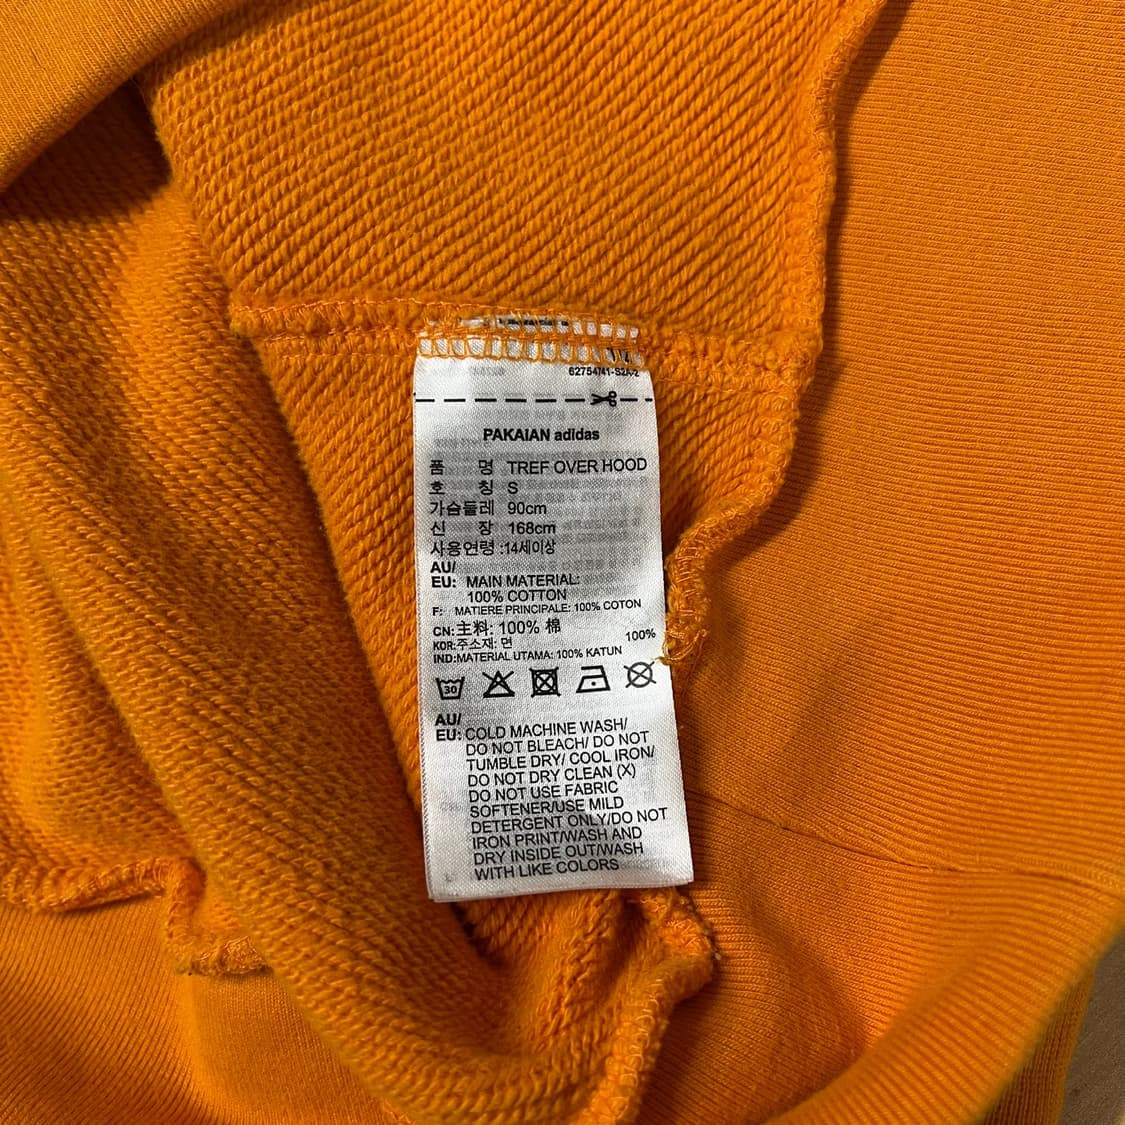 62754741-S2A-2
PAKAIAN adidas
품 명 TREF OVER HOOD
호 칭 S
가슴둘레 90cm
신 장 168cm
사용연령 :14세이상
AU/
EU: MAIN MATERIAL:
100% COTTON
F: MATIERE PRINCIPALE: 100% COTON
CN:主料: 100% 棉
KOR:주소재: 면 100%
IND:MATERIAL UTAMA: 100% KATUN
30
AU/
EU: COLD MACHINE WASH/
DO NOT BLEACH/ DO NOT
TUMBLE DRY/ COOL IRON/
DO NOT DRY CLEAN (X)
DO NOT USE FABRIC
SOFTENER/USE MILD
DETERGENT ONLY/DO NOT
IRON PRINT/WASH AND
DRY INSIDE OUT/WASH
WITH LIKE COLORS